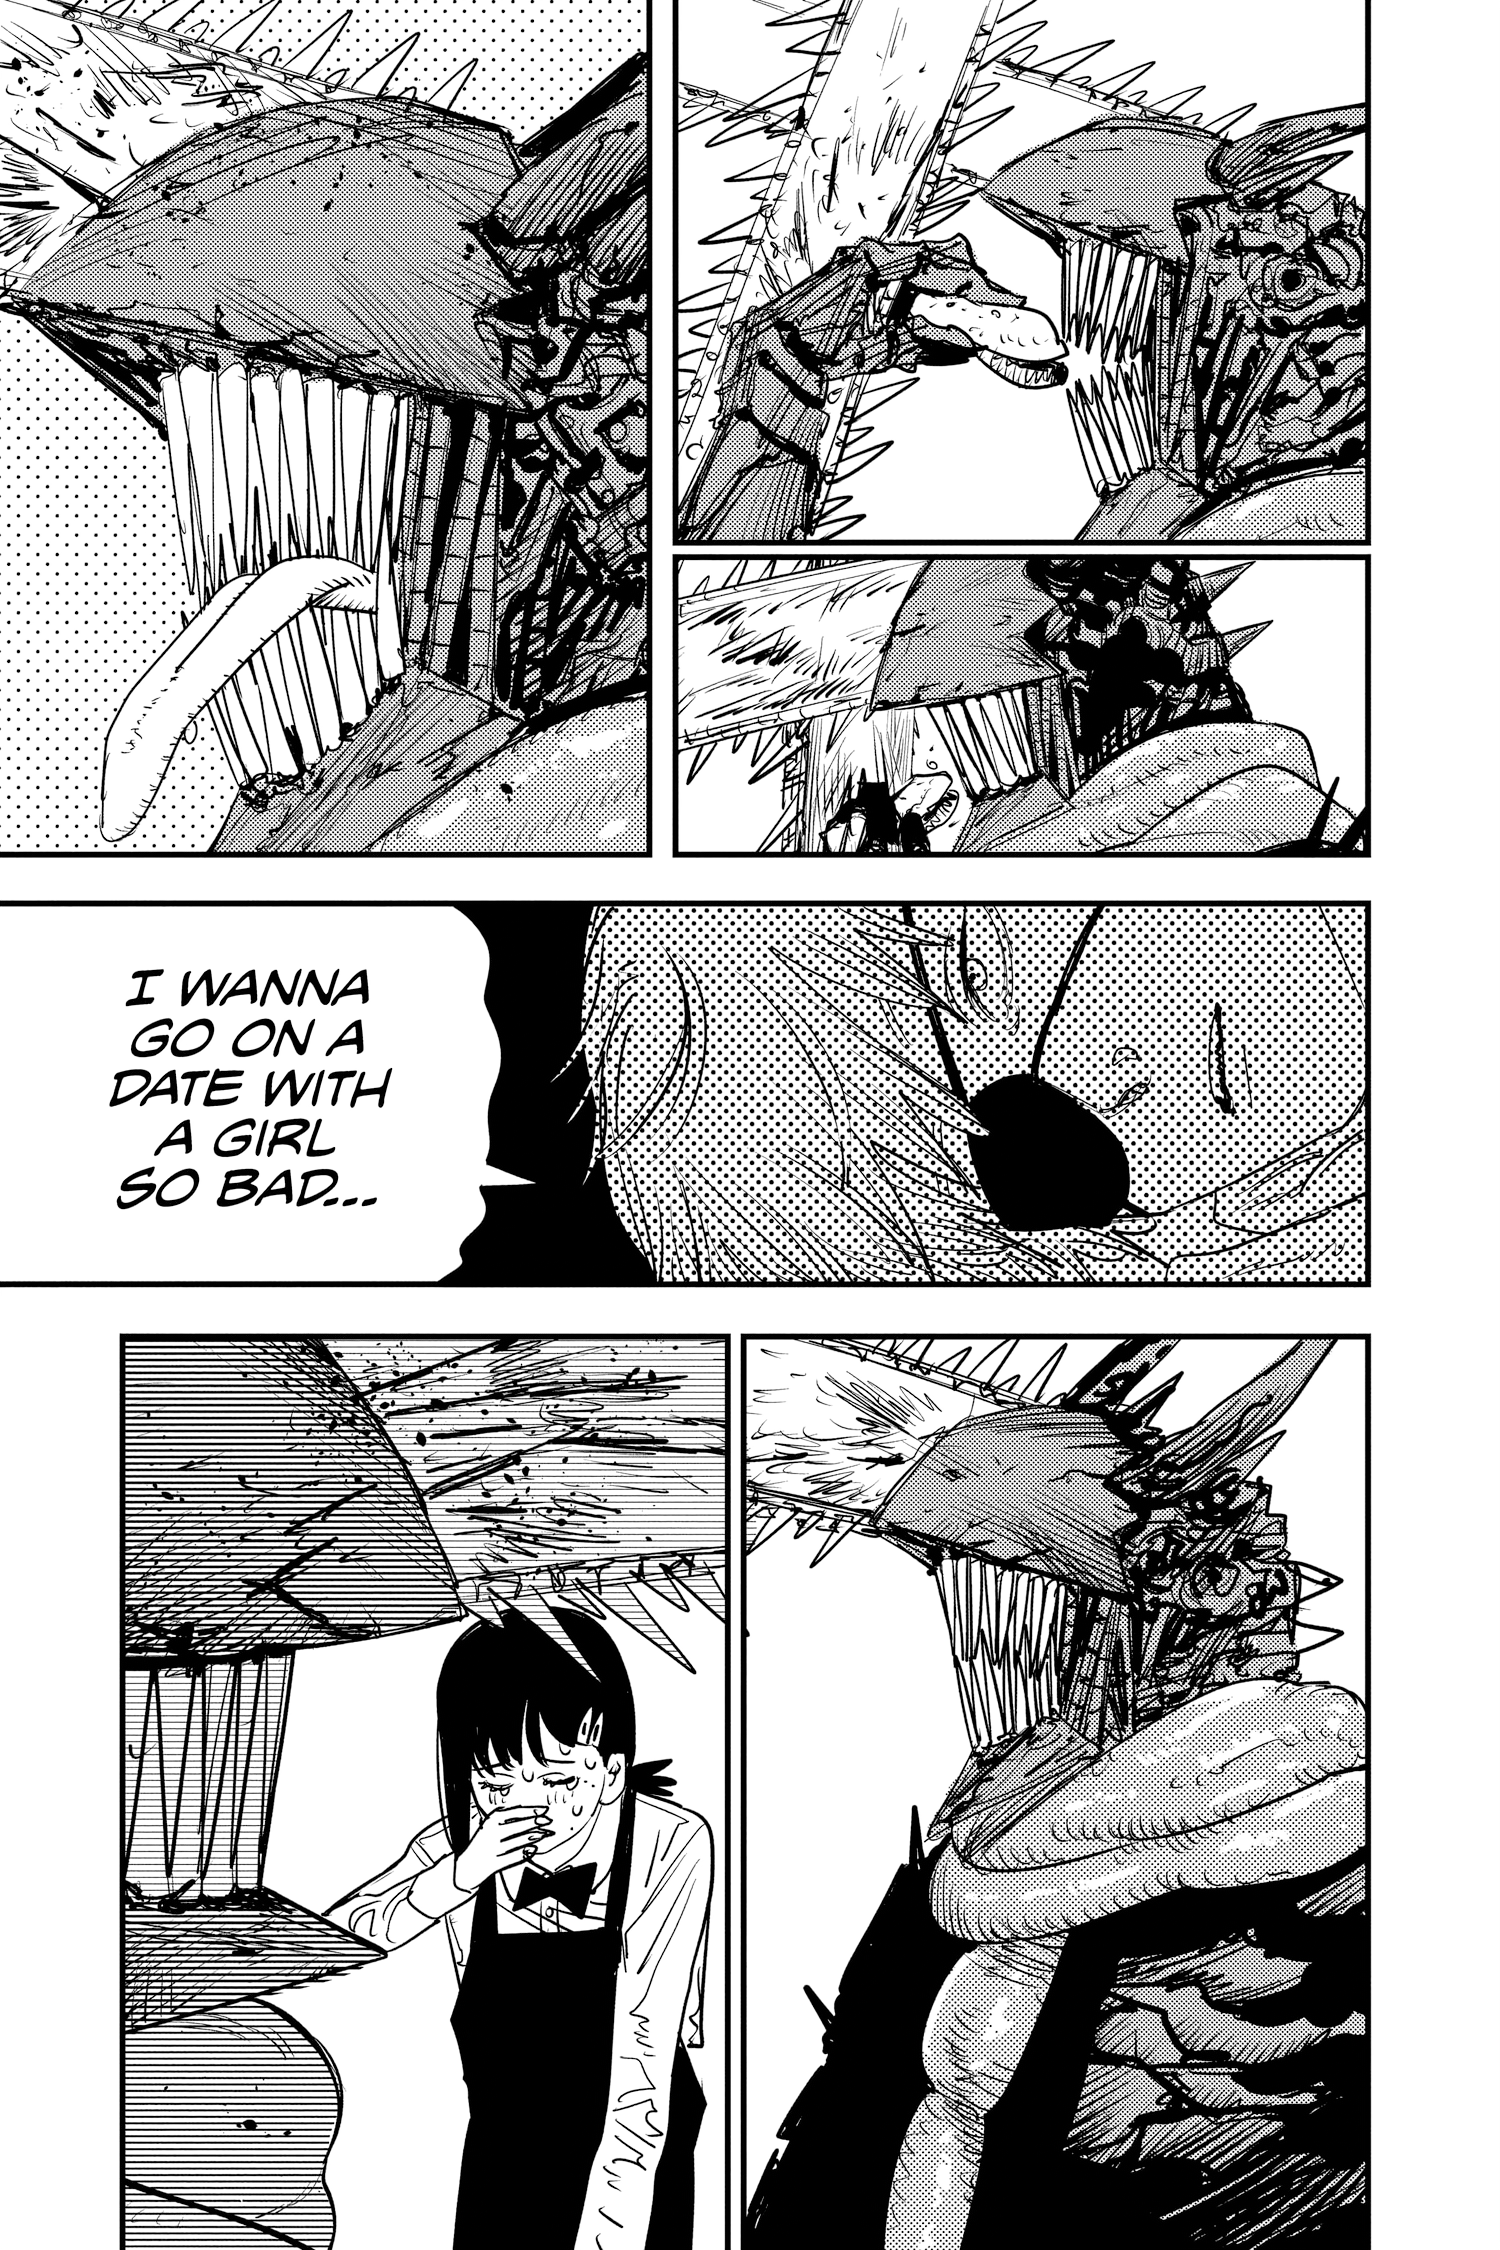 I WANNA
GO ON A
DATE WITH
A GIRL
SO BAD...